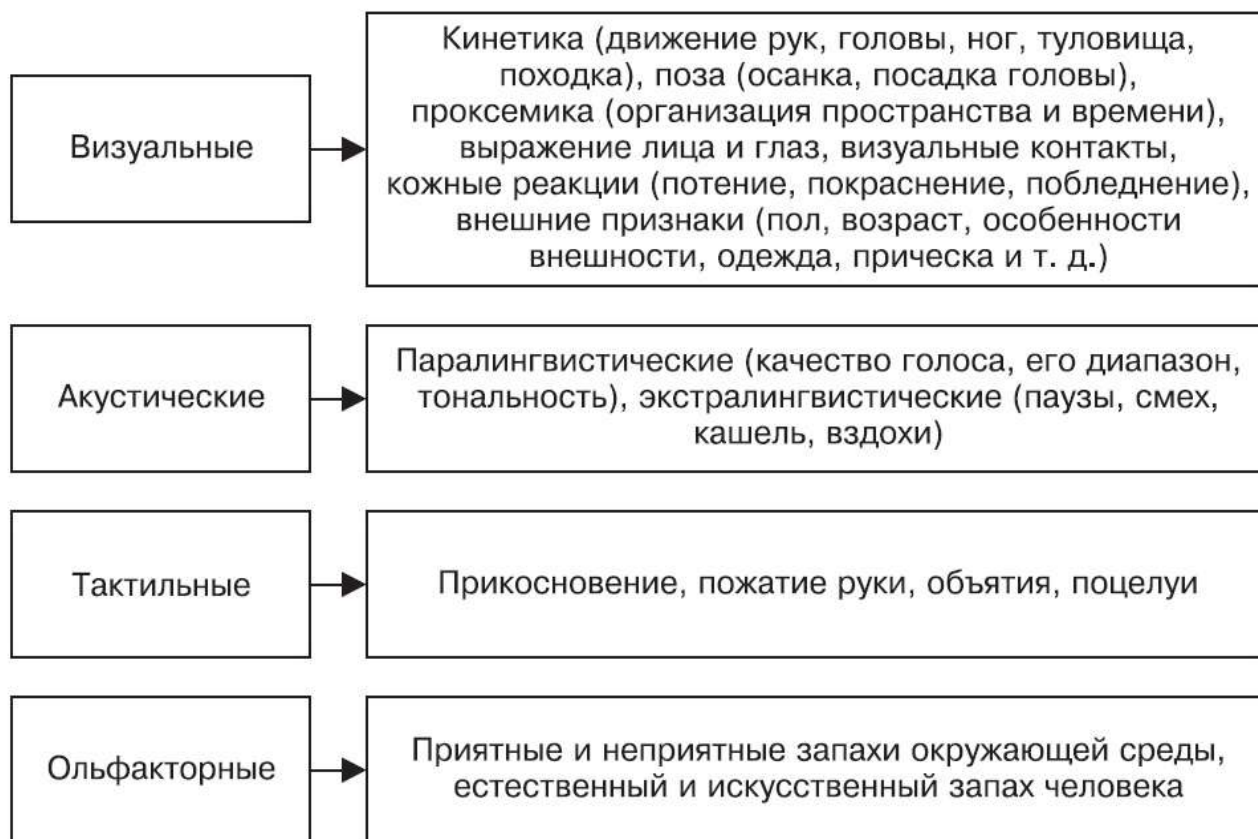 Визуальные
Кинетика (движение рук, головы, ног, туловища,
походка), поза (осанка, посадка головы),
проксемика (организация пространства и времени),
выражение лица и глаз, визуальные контакты,
кожные реакции (потение, покраснение, побледнение),
внешние признаки (пол, возраст, особенности
внешности, одежда, прическа и т. д.)
Акустические
Паралингвистические (качество голоса, его диапазон,
тональность), экстралингвистические (паузы, смех,
кашель, вздохи)
Тактильные
Прикосновение, пожатие руки, объятия, поцелуи
Ольфакторные
Приятные и неприятные запахи окружающей среды,
естественный и искусственный запах человека